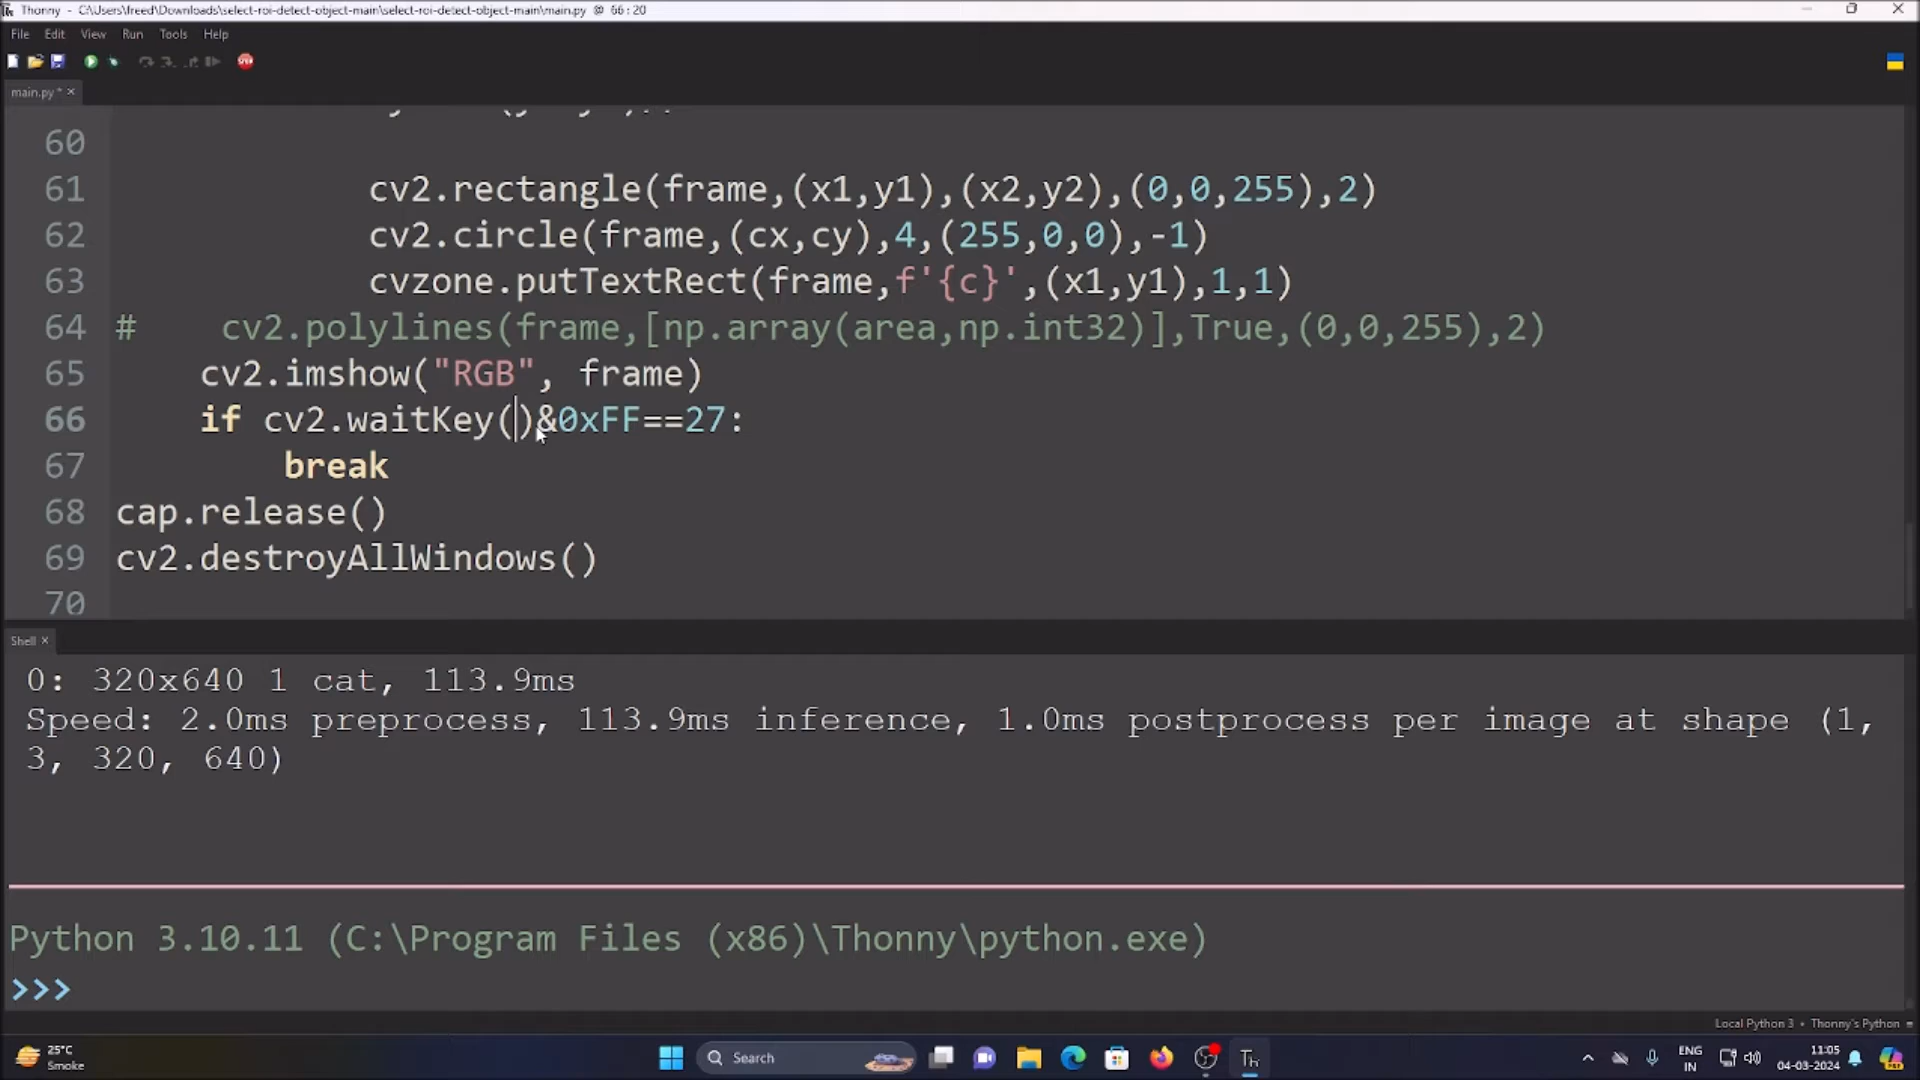 Thonny - C:\Users\freed\Downloads\select-roi-detect-object-main\select-roi-detect-object-main\main.py @ 66:20
File Edit View Run Tools Help
main.py *
60
61 cv2.rectangle(frame,(x1,y1),(x2,y2),(0,0,255),2)
62 cv2.circle(frame,(cx,cy),4,(255,0,0),-1)
63 cvzone.putTextRect(frame,f'{c}',(x1,y1),1,1)
64 # cv2.polylines(frame,[np.array(area,np.int32)],True,(0,0,255),2)
65 cv2.imshow("RGB", frame)
66 if cv2.waitKey()&0xFF==27:
67 break
68 cap.release()
69 cv2.destroyAllWindows()
70
Shell
0: 320x640 1 cat, 113.9ms
Speed: 2.0ms preprocess, 113.9ms inference, 1.0ms postprocess per image at shape (1,
3, 320, 640)
Python 3.10.11 (C:\Program Files (x86)\Thonny\python.exe)
>>>
Local Python 3 • Thonny's Python
25°C
Smoke
Search
ENG
IN
11:05
04-03-2024